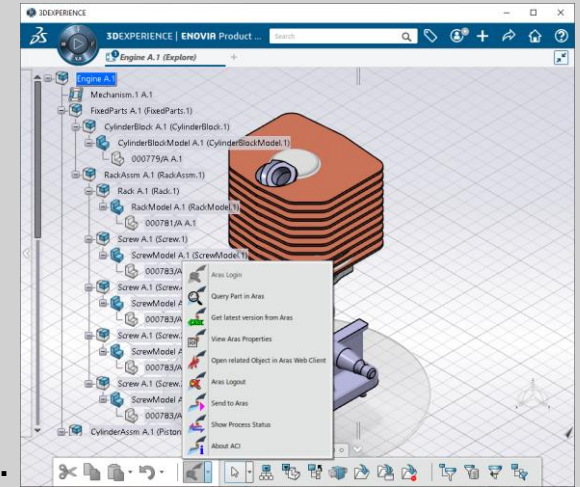 3DEXPERIENCE
3DEXPERIENCE | ENOVIA Product ...
Search
Engine A.1 (Explore)
Engine A.1
Mechanism.1 A.1
FixedParts A.1 (FixedParts.1)
CylinderBlock A.1 (CylinderBlock.1)
CylinderBlockModel A.1 (CylinderBlockModel.1)
000779/A A.1
RackAssm A.1 (RackAssm.1)
Rack A.1 (Rack.1)
RackModel A.1 (RackModel.1)
000781/A A.1
Screw A.1 (Screw.1)
ScrewModel A.1 (ScrewModel.1)
000783/A
Screw A.1 (Screw.
ScrewModel A
000783/A
Screw A.1 (Screw.
ScrewModel A
000783/A
Screw A.1 (Screw.
ScrewModel A
000783/A
CylinderAssm A.1 (Piston
Aras Login
Query Part in Aras
Get latest version from Aras
View Aras Properties
Open related Object in Aras Web Client
Aras Logout
Send to Aras
Show Process Status
About ACI